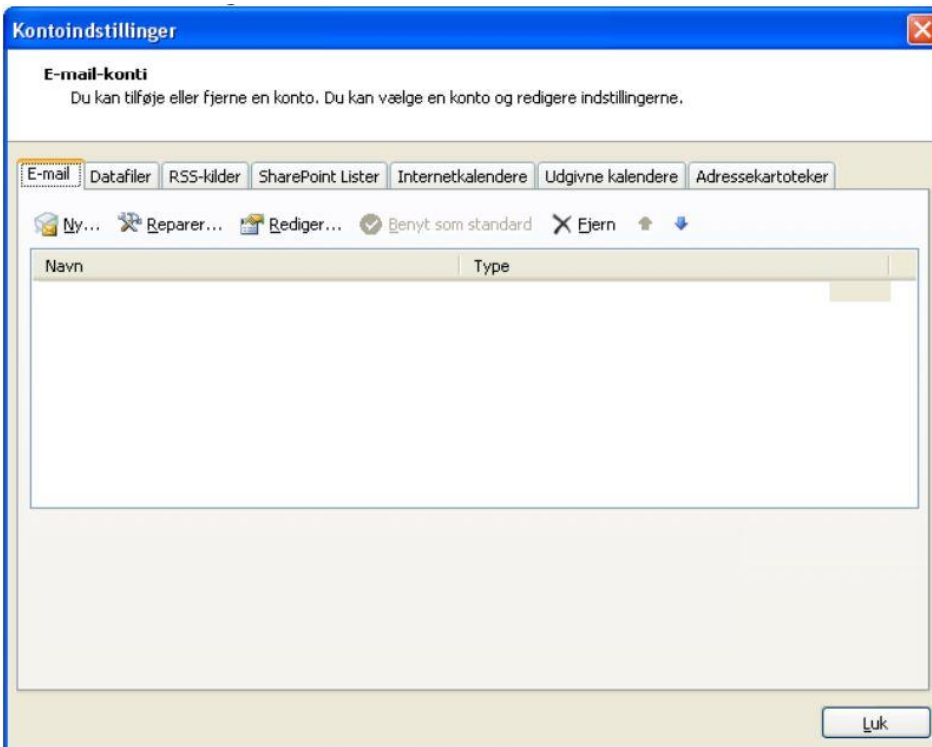 Kontoindstillinger
E-mail-konti
Du kan tilføje eller fjerne en konto. Du kan vælge en konto og redigere indstillingerne.
E-mail Datafiler RSS-kilder SharePoint Lister Internetkalendere Udgivne kalendere Adressekartoteker
Ny... Reparer... Rediger... Benyt som standard Fjern
Navn Type
Luk